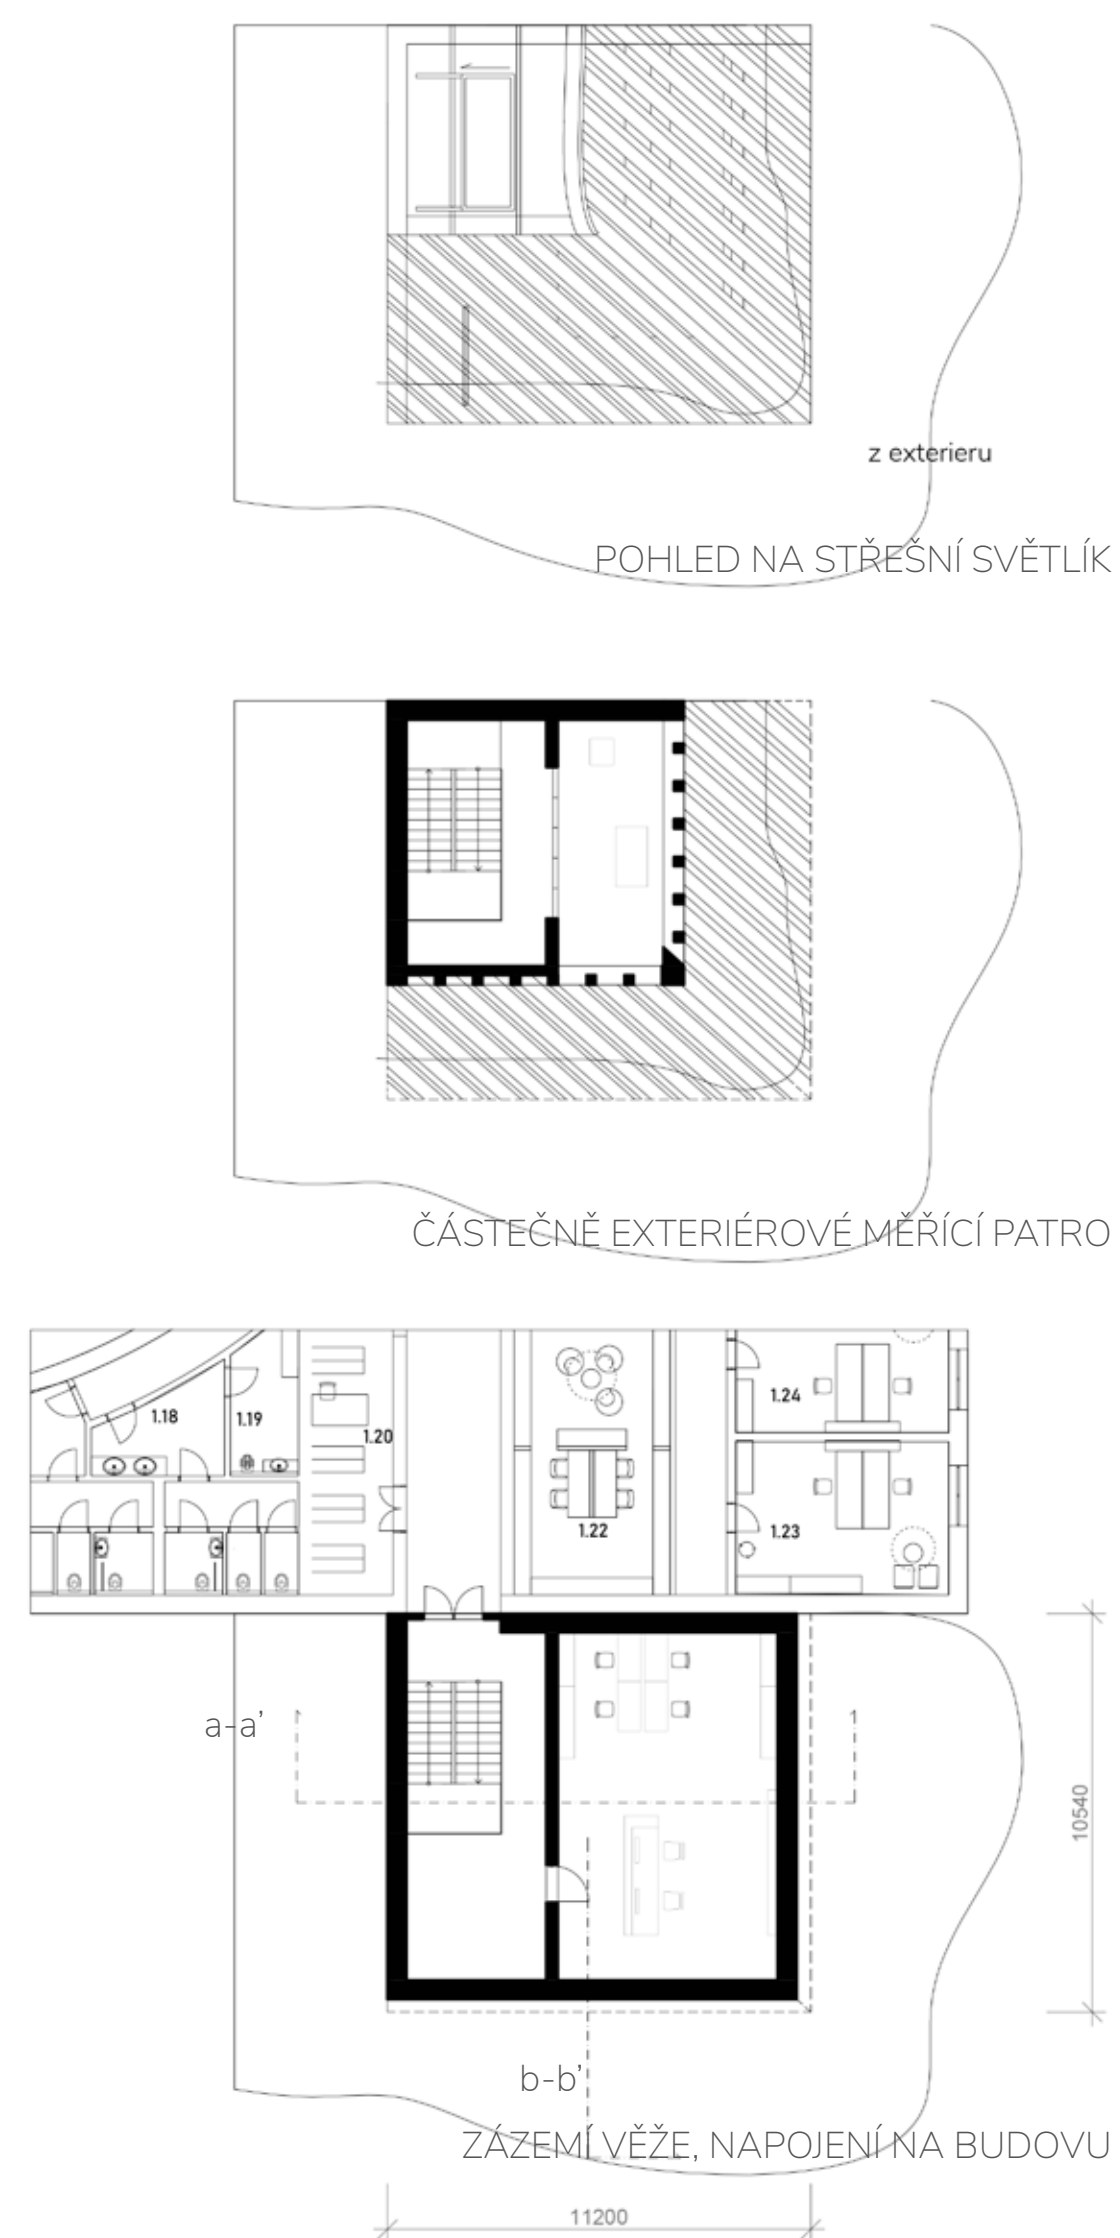 z exterieru
POHLED NA STŘEŠNÍ SVĚTLÍK
ČÁSTEČNĚ EXTERIÉROVÉ MĚŘÍCÍ PATRO
1.18
1.19
1.20
1.22
1.24
1.23
a-a'
10540
b-b'
ZÁZEMÍ VĚŽE, NAPOJENÍ NA BUDOVU
11200